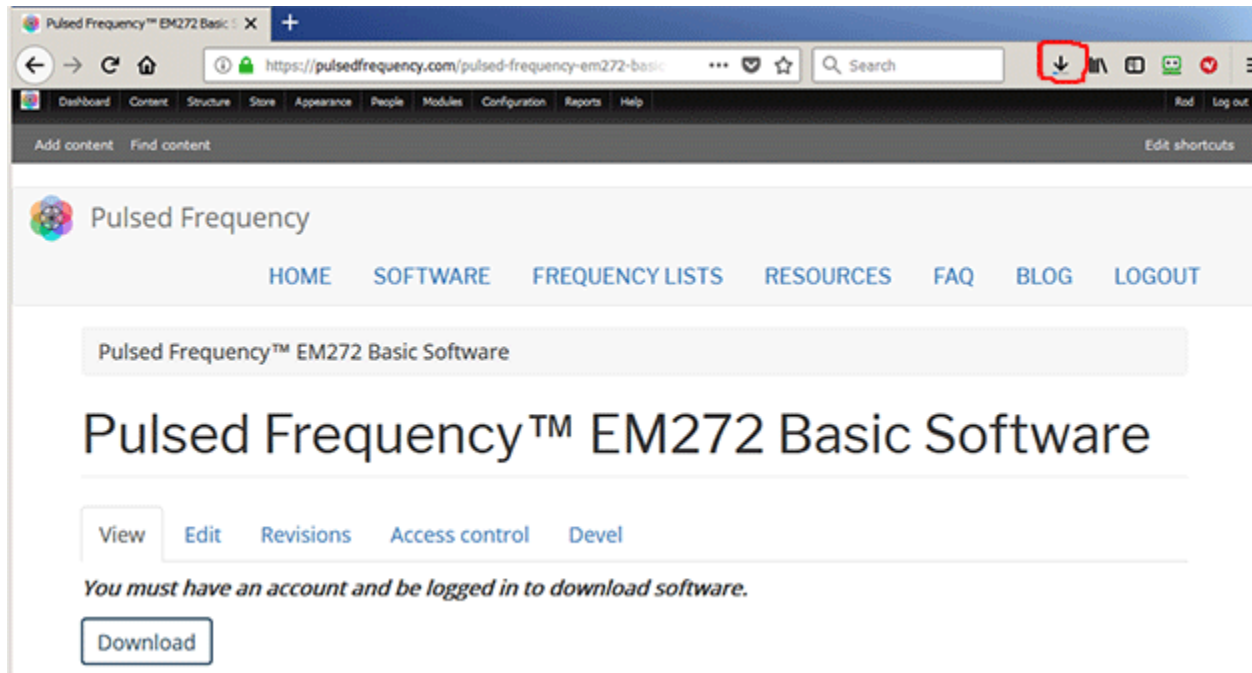 Pulsed Frequency™ EM272 Basic S
https://pulsedfrequency.com/pulsed-frequency-em272-basic
Search
Dashboard Content Structure Store Appearance People Modules Configuration Reports Help Rod Log out
Add content Find content Edit shortcuts
Pulsed Frequency
HOME SOFTWARE FREQUENCY LISTS RESOURCES FAQ BLOG LOGOUT
Pulsed Frequency™ EM272 Basic Software
Pulsed Frequency™ EM272 Basic Software
View Edit Revisions Access control Devel
You must have an account and be logged in to download software.
Download